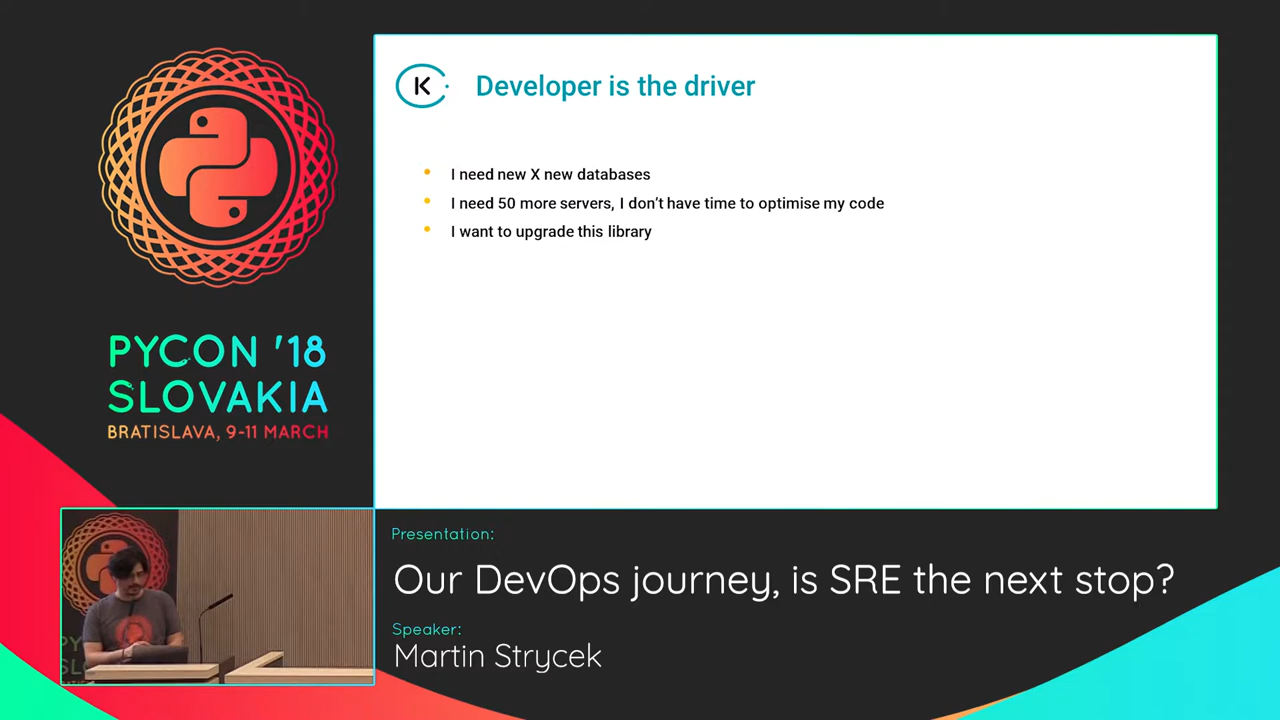 PYCON '18
SLOVAKIA
BRATISLAVA, 9-11 MARCH
K
Developer is the driver
I need new X new databases
I need 50 more servers, I don't have time to optimise my code
I want to upgrade this library
PY
SL
Presentation:
Our DevOps journey, is SRE the next stop?
Speaker:
Martin Strycek